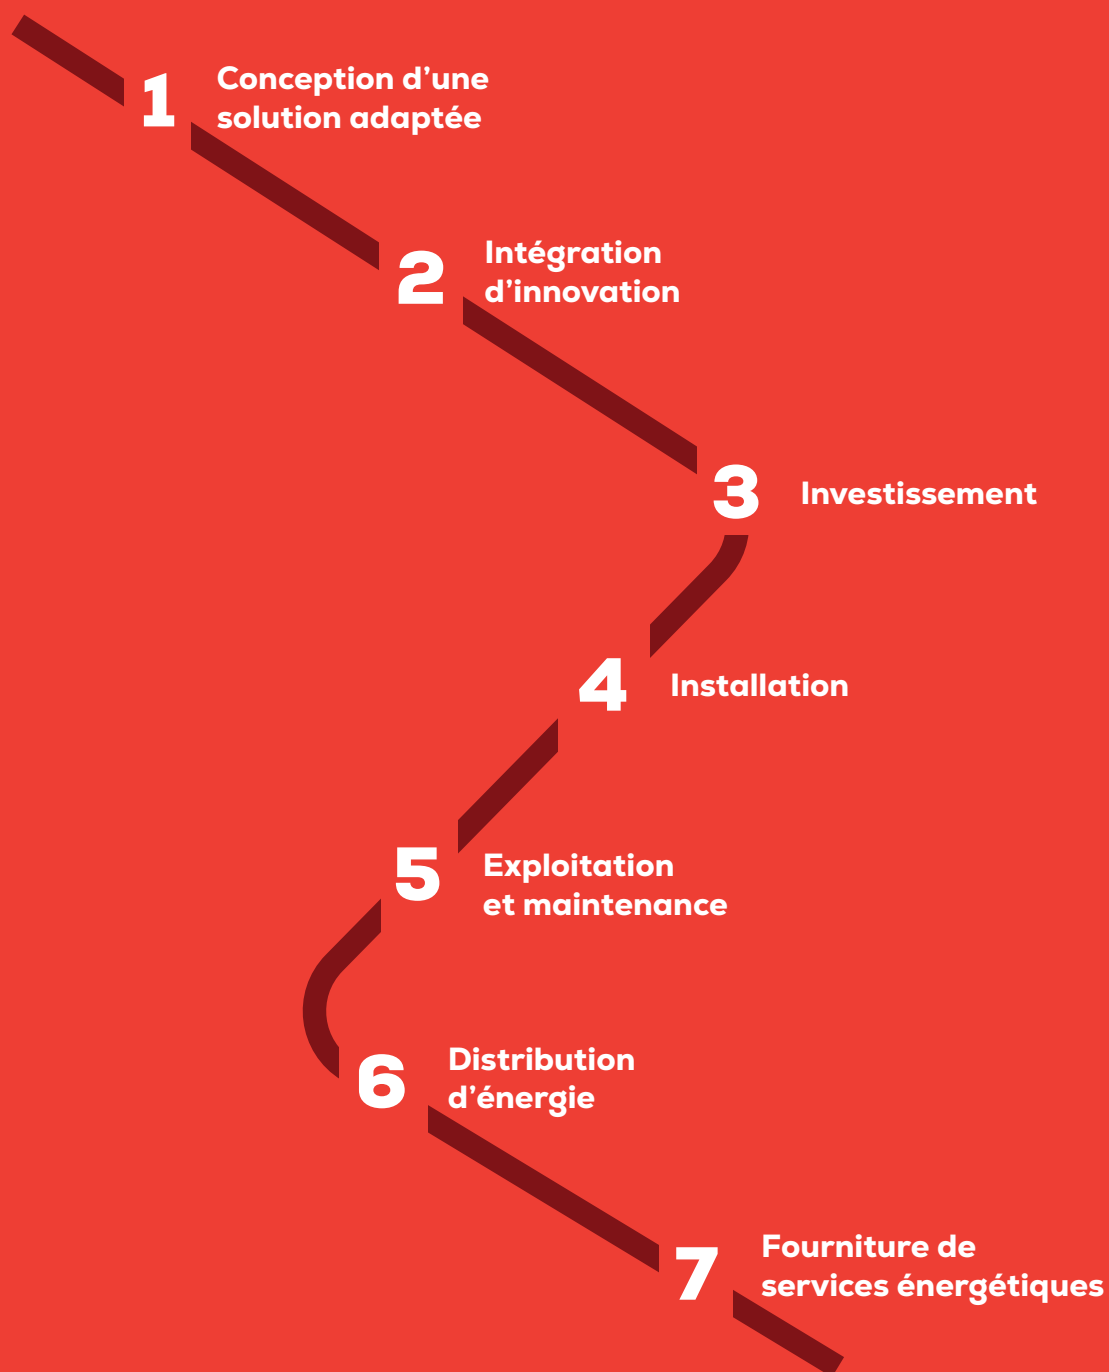 1
Conception d’une
solution adaptée
2
Intégration
d’innovation
3
Investissement
4
Installation
5
Exploitation
et maintenance
6
Distribution
d’énergie
7
Fourniture de
services énergétiques